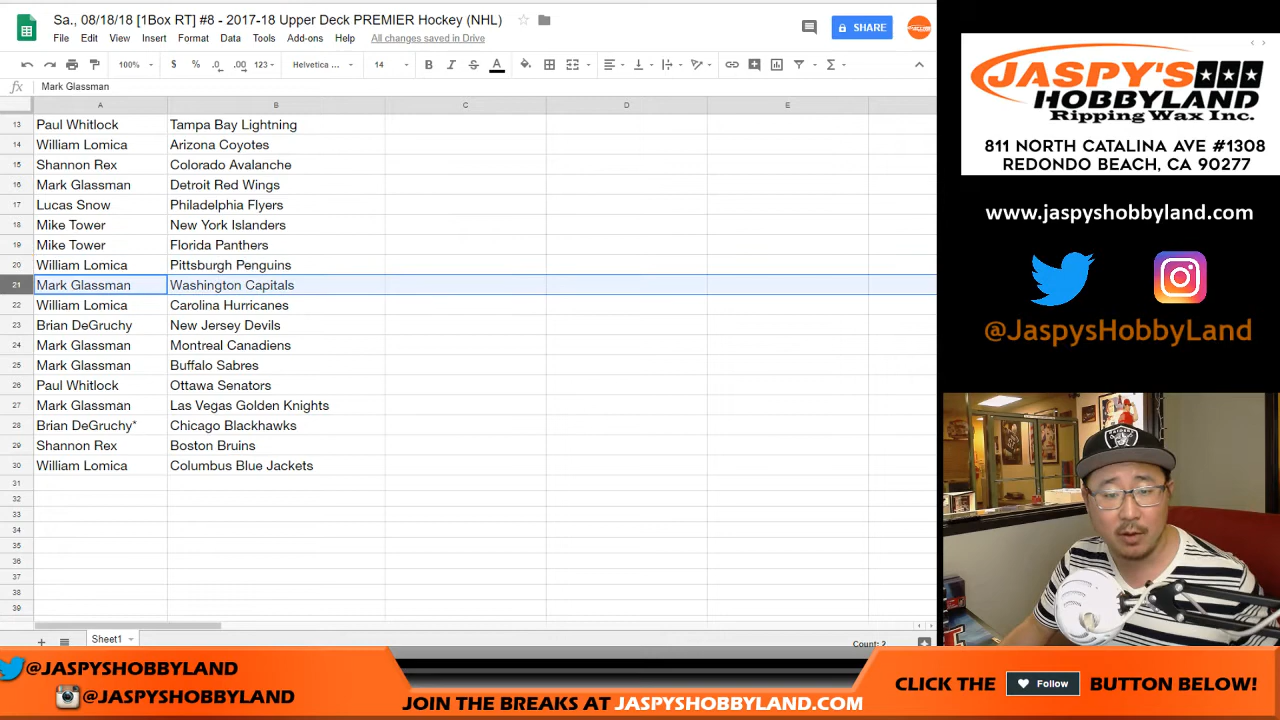 Sa., 08/18/18 [1Box RT] #8 - 2017-18 Upper Deck PREMIER Hockey (NHL)
File Edit View Insert Format Data Tools Add-ons Help All changes saved in Drive
SHARE
100% $ % .0 .00 123 Helvetica ... 14 B I S A
fx Mark Glassman
A B C D E
13 Paul Whitlock Tampa Bay Lightning
14 William Lomica Arizona Coyotes
15 Shannon Rex Colorado Avalanche
16 Mark Glassman Detroit Red Wings
17 Lucas Snow Philadelphia Flyers
18 Mike Tower New York Islanders
19 Mike Tower Florida Panthers
20 William Lomica Pittsburgh Penguins
21 Mark Glassman Washington Capitals
22 William Lomica Carolina Hurricanes
23 Brian DeGruchy New Jersey Devils
24 Mark Glassman Montreal Canadiens
25 Mark Glassman Buffalo Sabres
26 Paul Whitlock Ottawa Senators
27 Mark Glassman Las Vegas Golden Knights
28 Brian DeGruchy* Chicago Blackhawks
29 Shannon Rex Boston Bruins
30 William Lomica Columbus Blue Jackets
31
32
33
34
35
36
37
38
39
Sheet1
Count: 2
JASPY'S
HOBBYLAND
Ripping Wax Inc.
811 NORTH CATALINA AVE #1308
REDONDO BEACH, CA 90277
www.jaspyshobbyland.com
@JaspysHobbyLand
@JASPYSHOBBYLAND
@JASPYSHOBBYLAND
JOIN THE BREAKS AT JASPYSHOBBYLAND.COM
CLICK THE Follow BUTTON BELOW!